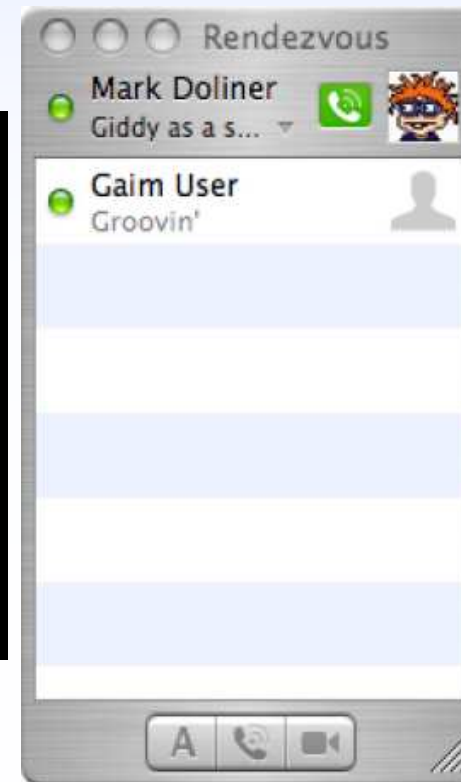 Rendezvous
Mark Doliner
Giddy as a s...
Gaim User
Groovin'
A